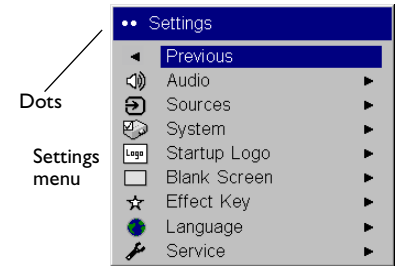 Settings
Previous
Audio
Dots
Sources
System
Settings
menu
Logo
Startup Logo
Blank Screen
Effect Key
Language
Service